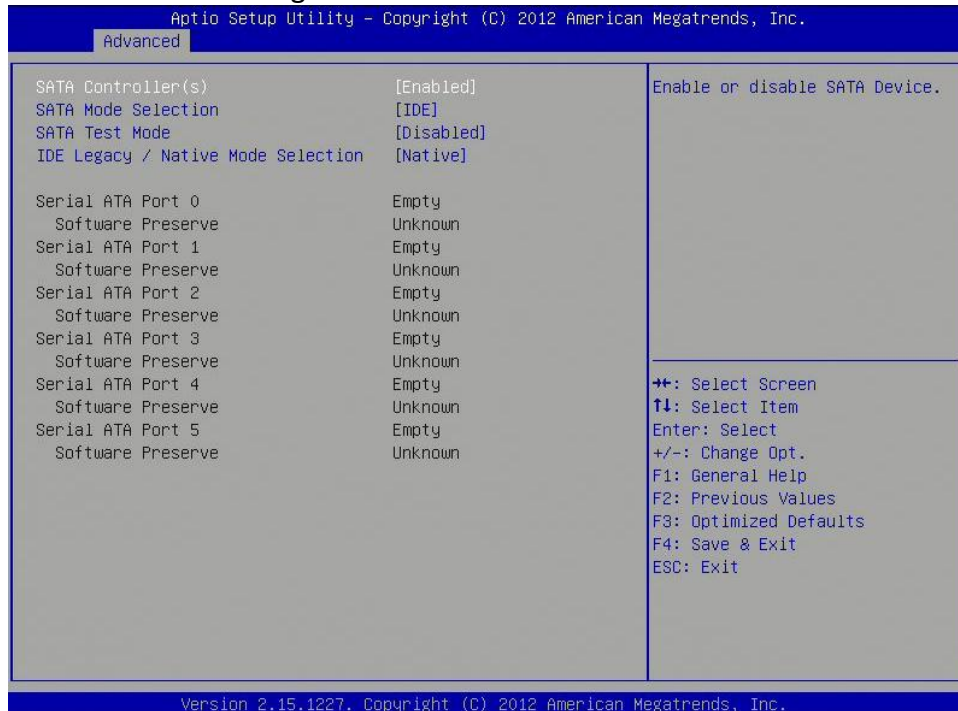 Aptio Setup Utility – Copyright (C) 2012 American Megatrends, Inc.
Advanced
SATA Controller(s) [Enabled]
SATA Mode Selection [IDE]
SATA Test Mode [Disabled]
IDE Legacy / Native Mode Selection [Native]
Serial ATA Port 0 Empty
Software Preserve Unknown
Serial ATA Port 1 Empty
Software Preserve Unknown
Serial ATA Port 2 Empty
Software Preserve Unknown
Serial ATA Port 3 Empty
Software Preserve Unknown
Serial ATA Port 4 Empty
Software Preserve Unknown
Serial ATA Port 5 Empty
Software Preserve Unknown
Enable or disable SATA Device.
→←: Select Screen
↑↓: Select Item
Enter: Select
+/-: Change Opt.
F1: General Help
F2: Previous Values
F3: Optimized Defaults
F4: Save & Exit
ESC: Exit
Version 2.15.1227. Copyright (C) 2012 American Megatrends, Inc.